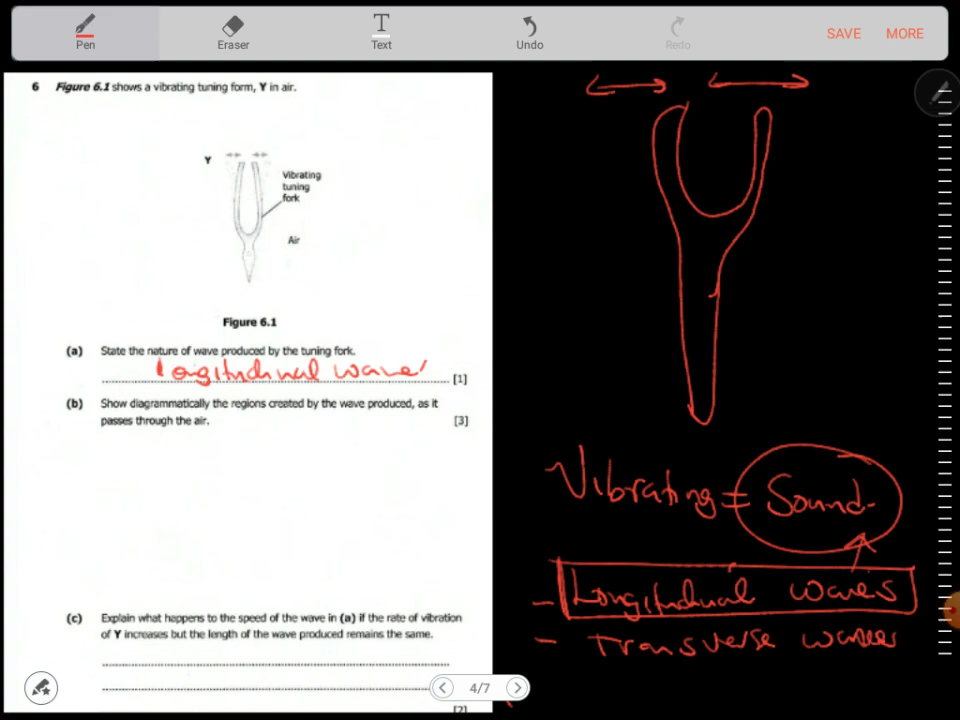 Pen
Eraser
T
Text
Undo
Redo
SAVE
MORE
6 Figure 6.1 shows a vibrating tuning form, Y in air.
Y
Vibrating
tuning
fork
Air
Figure 6.1
(a) State the nature of wave produced by the tuning fork.
Longitudinal wave
[1]
(b) Show diagrammatically the regions created by the wave produced, as it
passes through the air. [3]
(c) Explain what happens to the speed of the wave in (a) if the rate of vibration
of Y increases but the length of the wave produced remains the same.
[2]
4/7
Vibrating = Sound
- Longitudinal waves
- Transverse waves